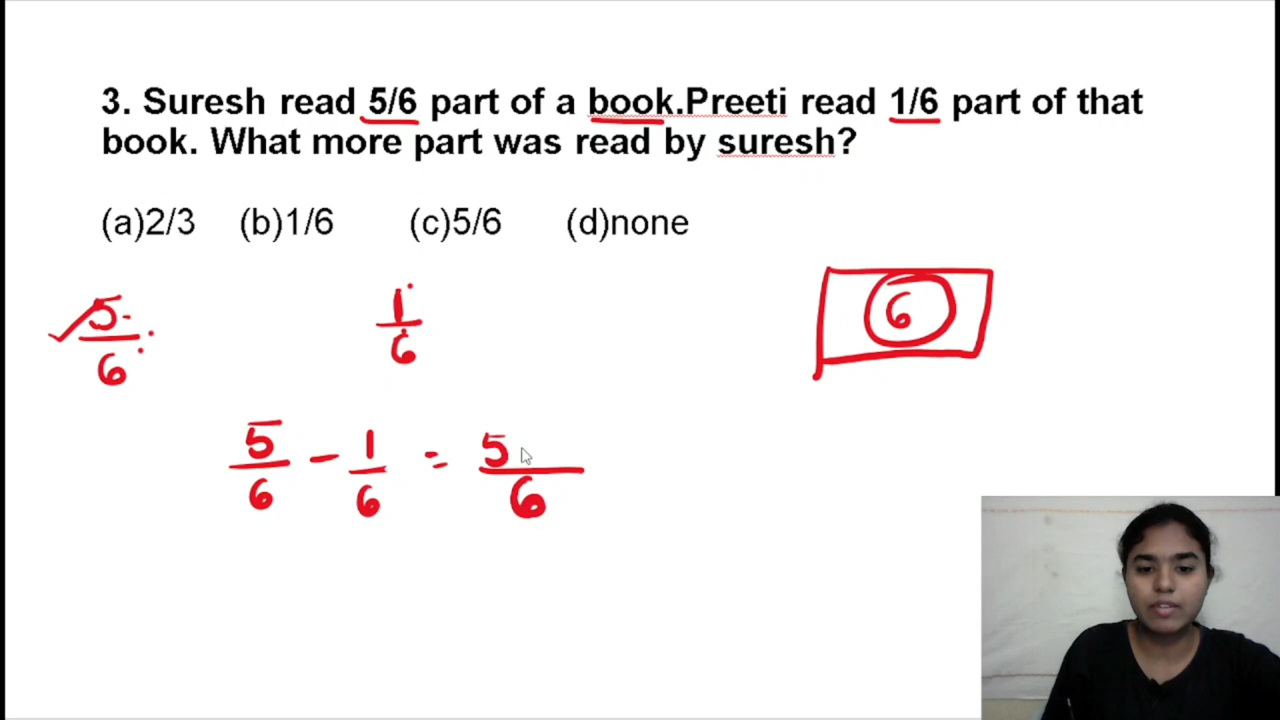 3. Suresh read 5/6 part of a book.Preeti read 1/6 part of that
book. What more part was read by suresh?
(a)2/3 (b)1/6 (c)5/6 (d)none
5/6 1/6 6
5/6 - 1/6 = 5/6